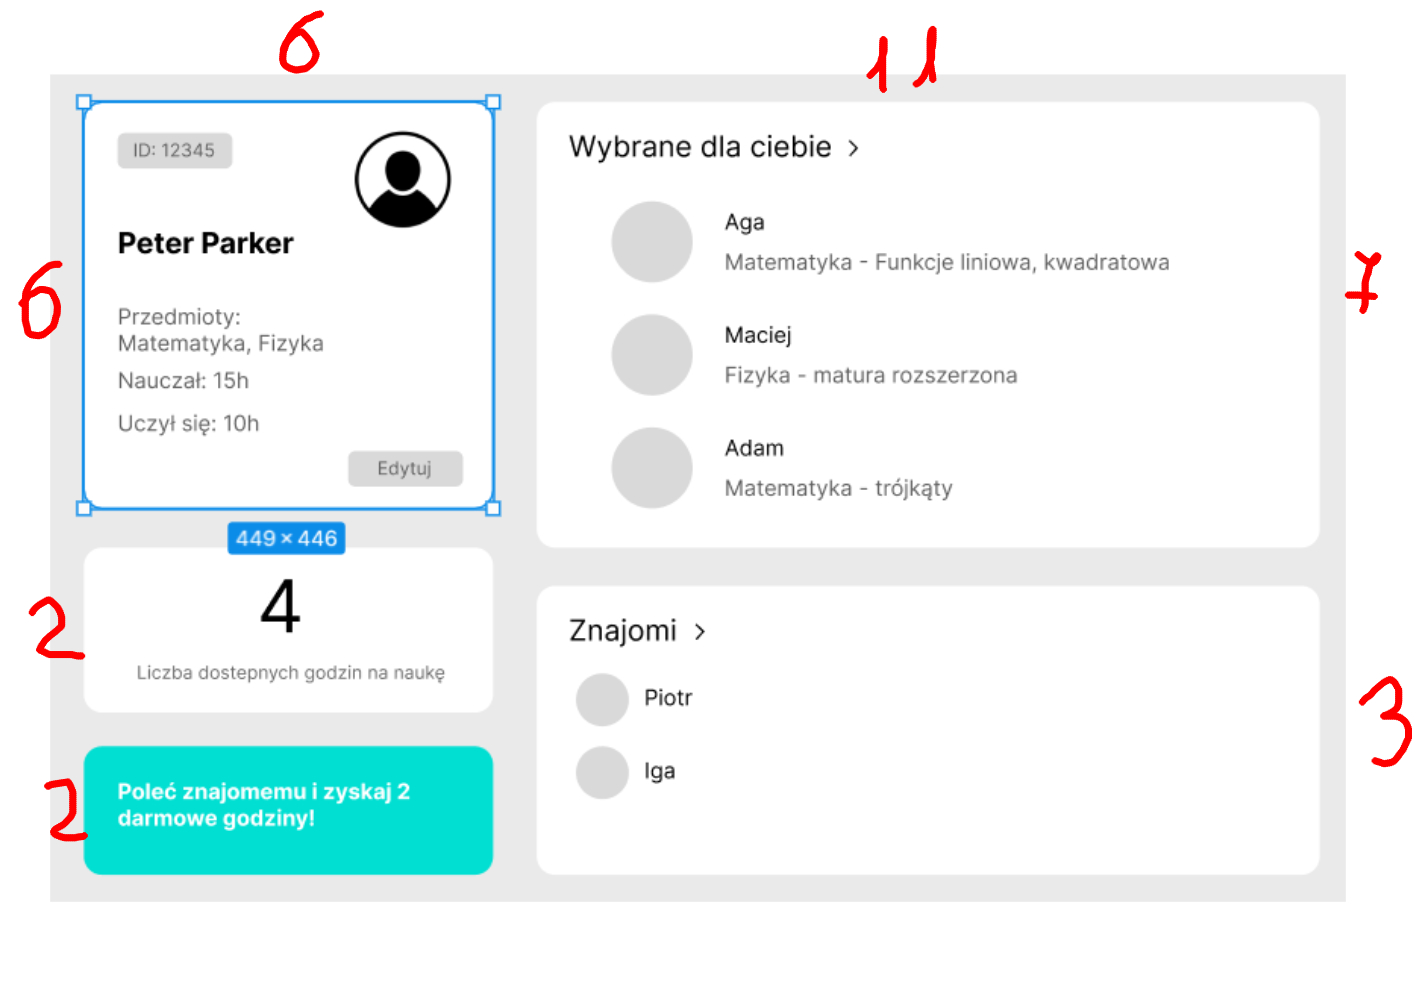 6
11
ID: 12345
Peter Parker
6
Przedmioty:
Matematyka, Fizyka
Nauczał: 15h
Uczył się: 10h
Edytuj
449 × 446
2
4
Liczba dostepnych godzin na naukę
2
Poleć znajomemu i zyskaj 2
darmowe godziny!
Wybrane dla ciebie >
Aga
Matematyka - Funkcje liniowa, kwadratowa
7
Maciej
Fizyka - matura rozszerzona
Adam
Matematyka - trójkąty
Znajomi >
Piotr
3
Iga